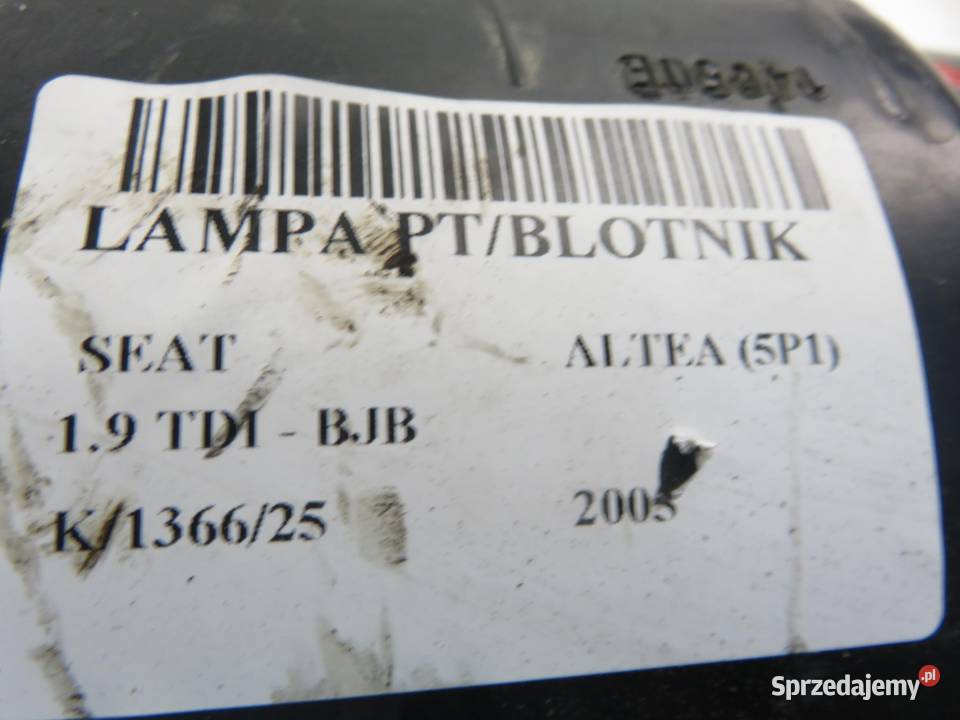 LAMPA PT/BLOTNIK
SEAT ALTEA (5P1)
1.9 TDI - BJB
K/1366/25 2005
Sprzedajemy.pl